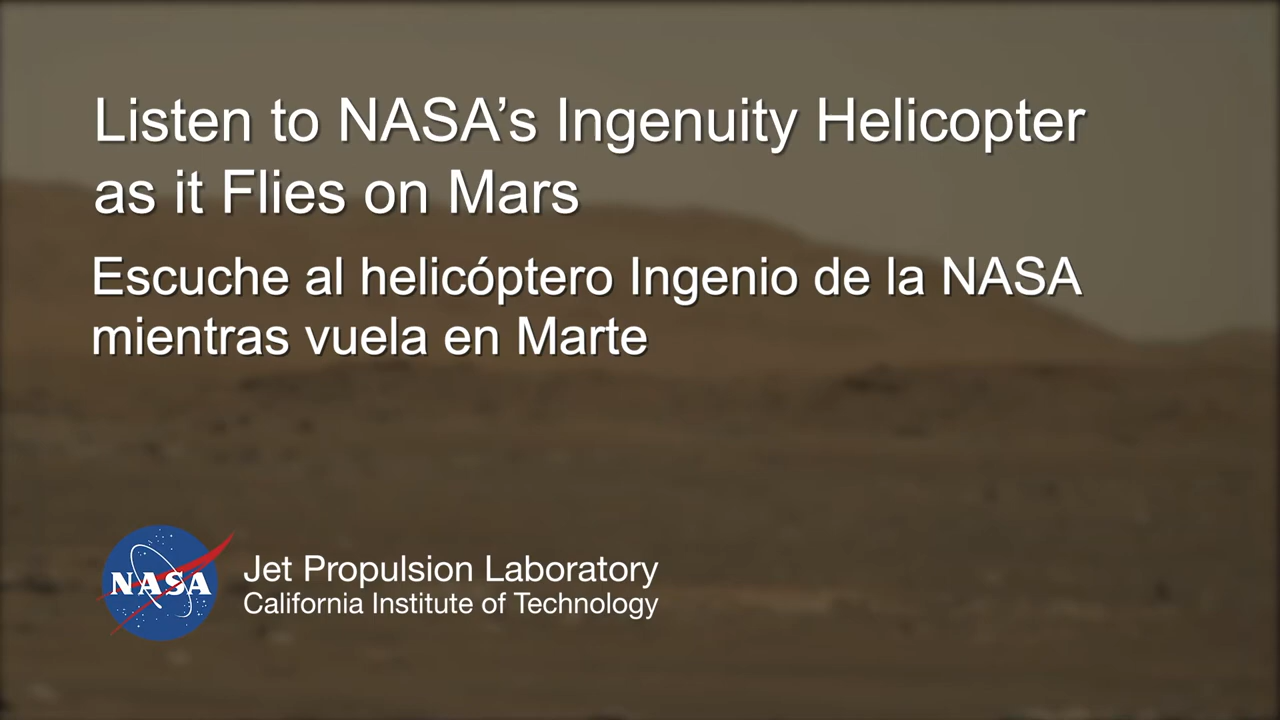 Listen to NASA’s Ingenuity Helicopter
as it Flies on Mars
Escuche al helicóptero Ingenio de la NASA
mientras vuela en Marte
NASA
Jet Propulsion Laboratory
California Institute of Technology